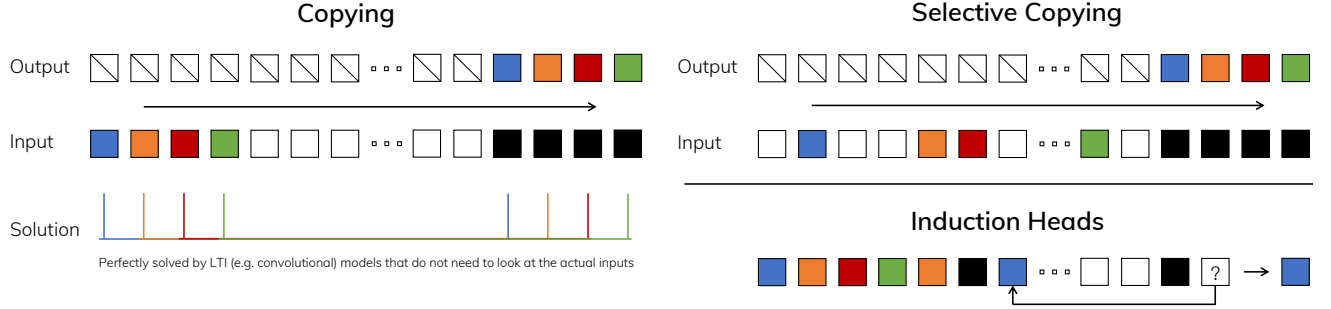 Copying
Output
Input
Solution
Perfectly solved by LTI (e.g. convolutional) models that do not need to look at the actual inputs
Selective Copying
Output
Input
Induction Heads
?